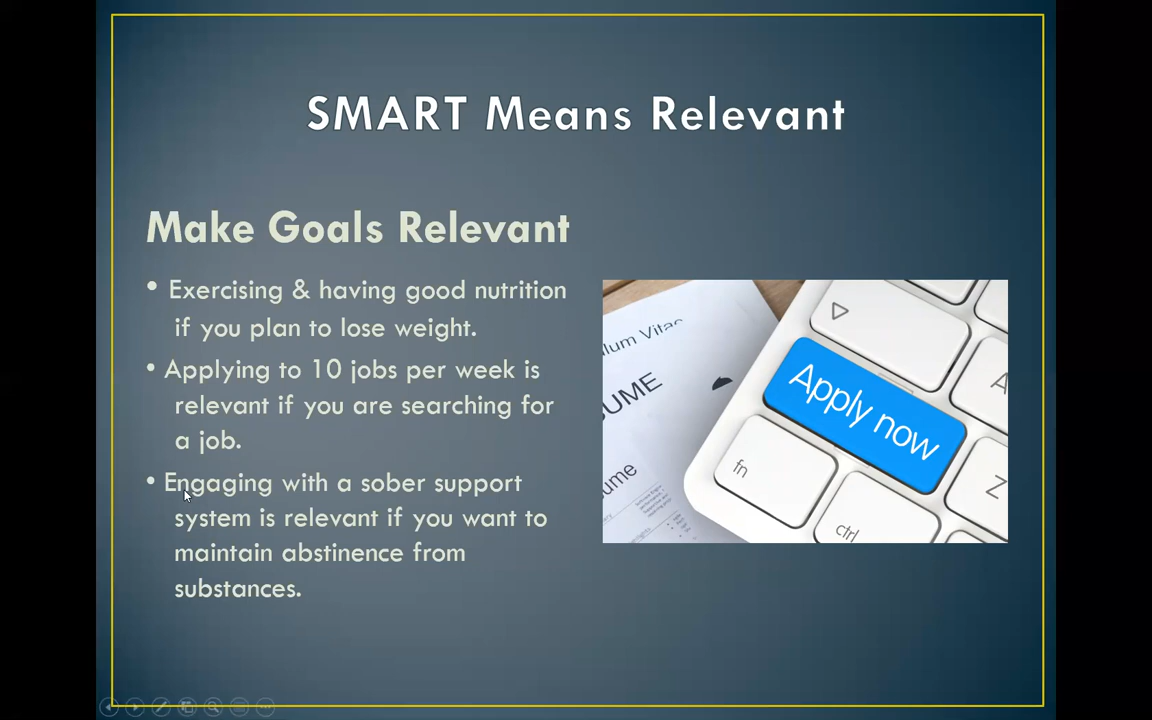 SMART Means Relevant
Make Goals Relevant
• Exercising & having good nutrition
if you plan to lose weight.
• Applying to 10 jobs per week is
relevant if you are searching for
a job.
• Engaging with a sober support
system is relevant if you want to
maintain abstinence from
substances.
lum Vitae
UME
ume
Apply now
A
fn
Z
ctrl